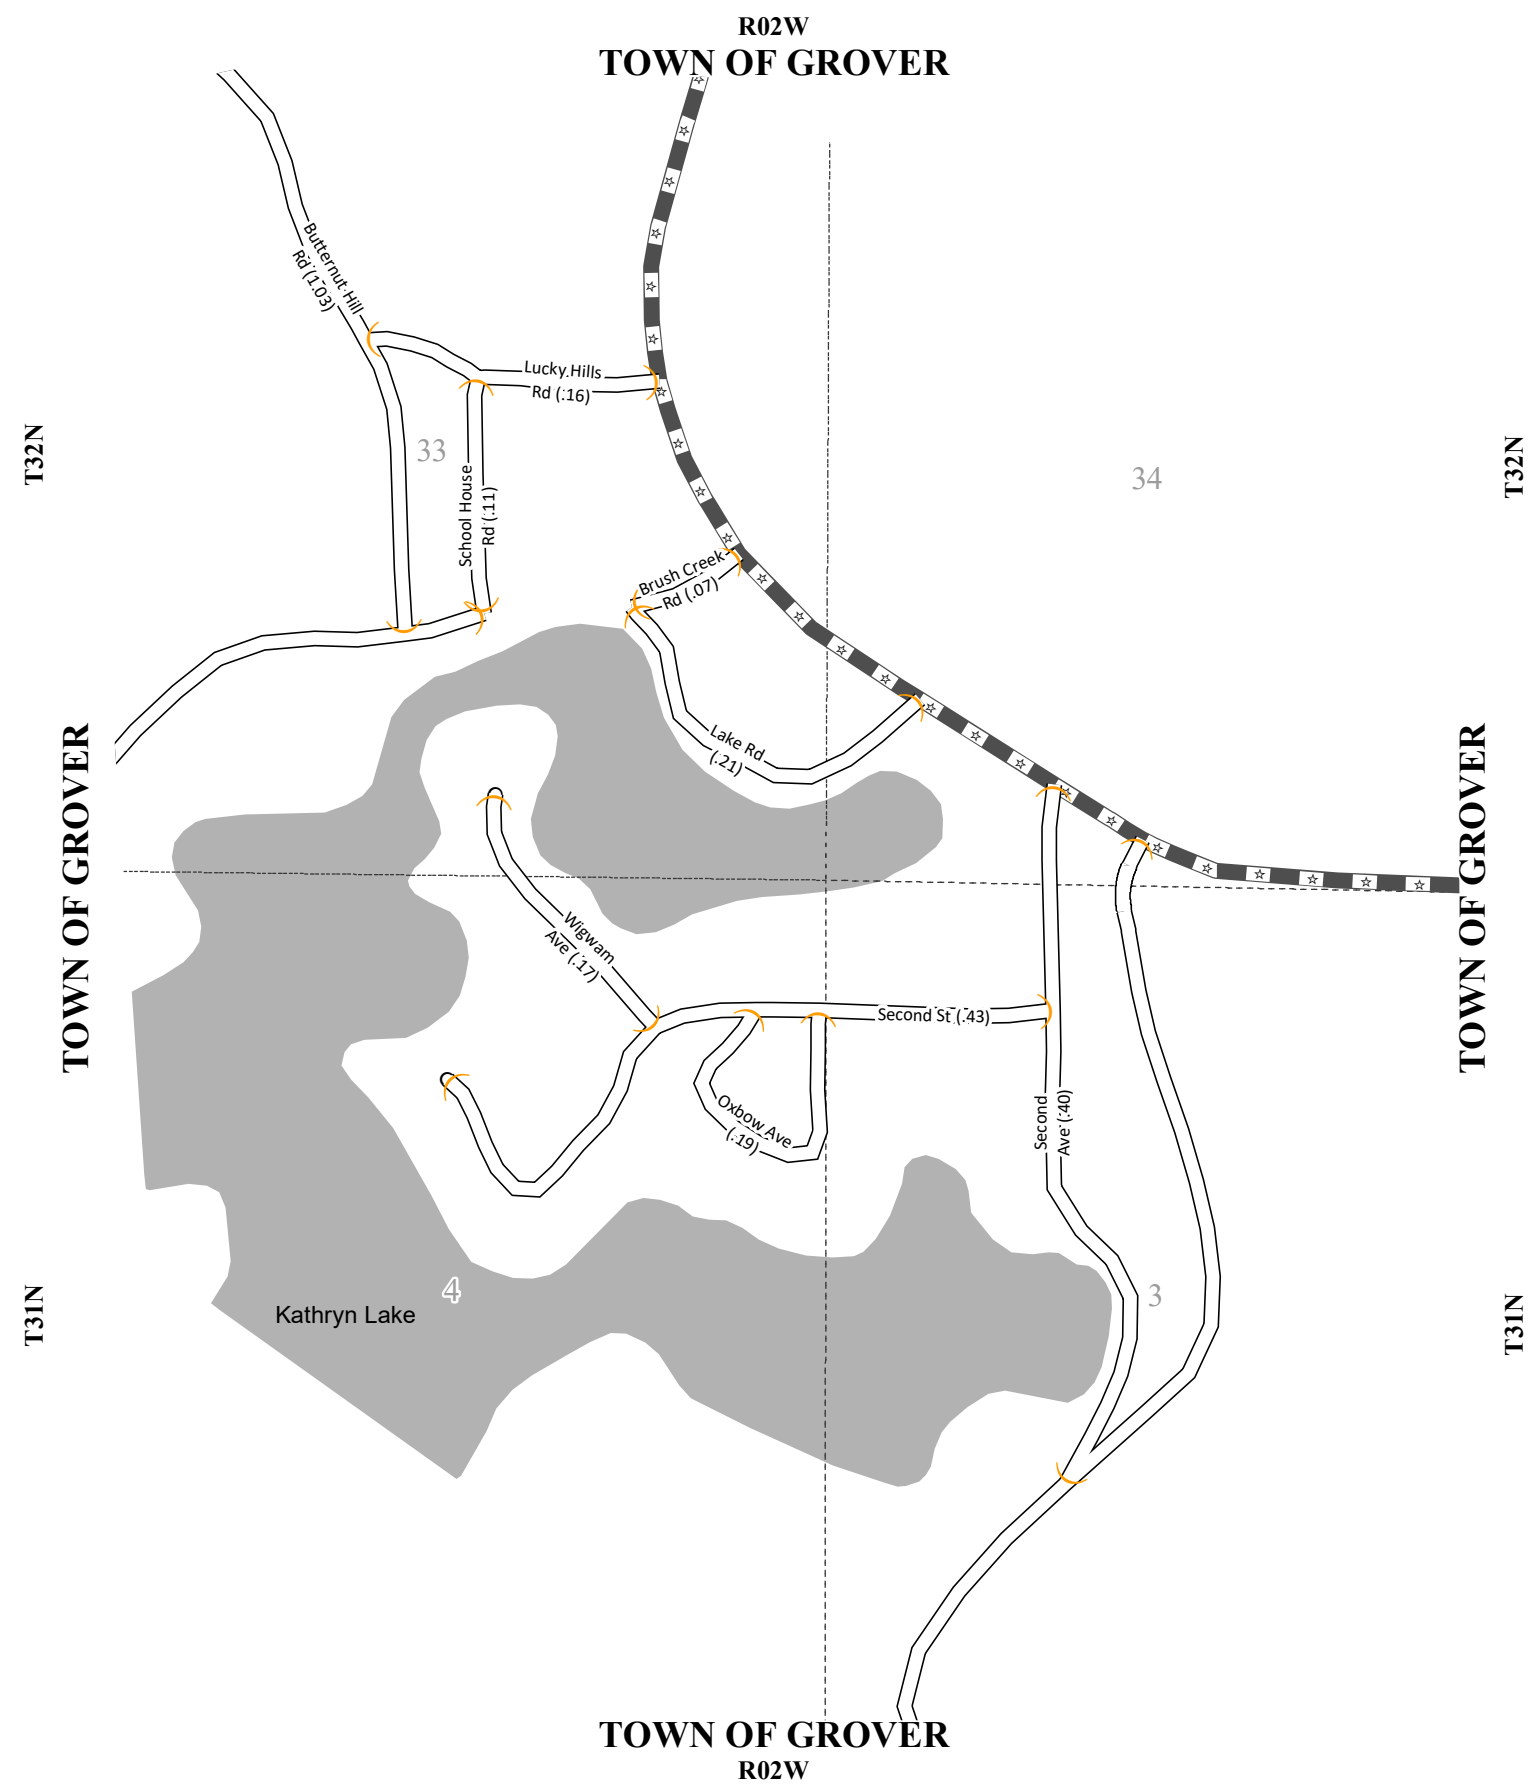 R02W
TOWN OF GROVER
Butternut Hill
Rd (1.03)
Lucky Hills
Rd (.16)
T32N
33
34
T32N
School House
Rd (.11)
Brush Creek
Rd (.07)
Lake Rd
(.21)
TOWN OF GROVER
TOWN OF GROVER
Wigwam
Ave (.17)
Second St (.43)
Oxbow Ave
(.19)
Second
Ave (.40)
T31N
4
3
T31N
Kathryn Lake
TOWN OF GROVER
R02W